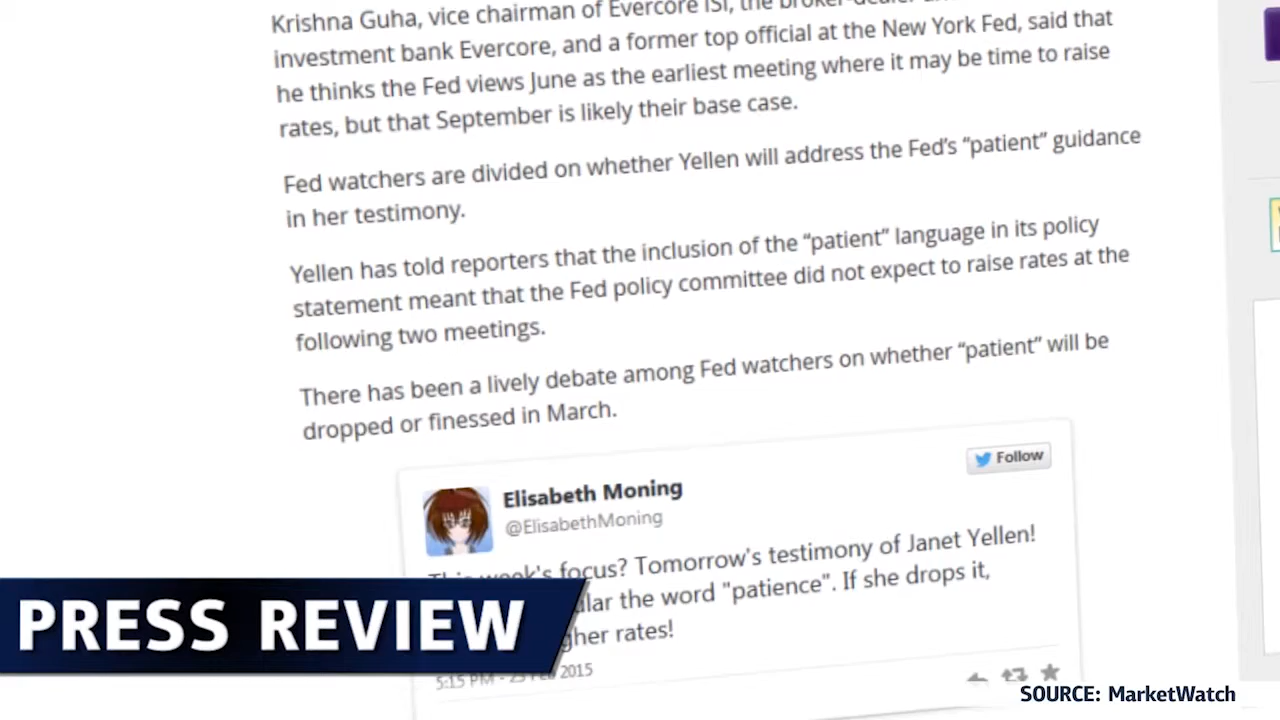 Krishna Guha, vice chairman of Evercore ISI, the broker-dealer
investment bank Evercore, and a former top official at the New York Fed, said that
he thinks the Fed views June as the earliest meeting where it may be time to raise
rates, but that September is likely their base case.
Fed watchers are divided on whether Yellen will address the Fed's “patient” guidance
in her testimony.
Yellen has told reporters that the inclusion of the “patient” language in its policy
statement meant that the Fed policy committee did not expect to raise rates at the
following two meetings.
There has been a lively debate among Fed watchers on whether “patient” will be
dropped or finessed in March.
Follow
Elisabeth Moning
@ElisabethMoning
This week's focus? Tomorrow's testimony of Janet Yellen!
the word "patience". If she drops it,
rates!
5:15 PM - 23 Feb 2015
PRESS REVIEW
SOURCE: MarketWatch